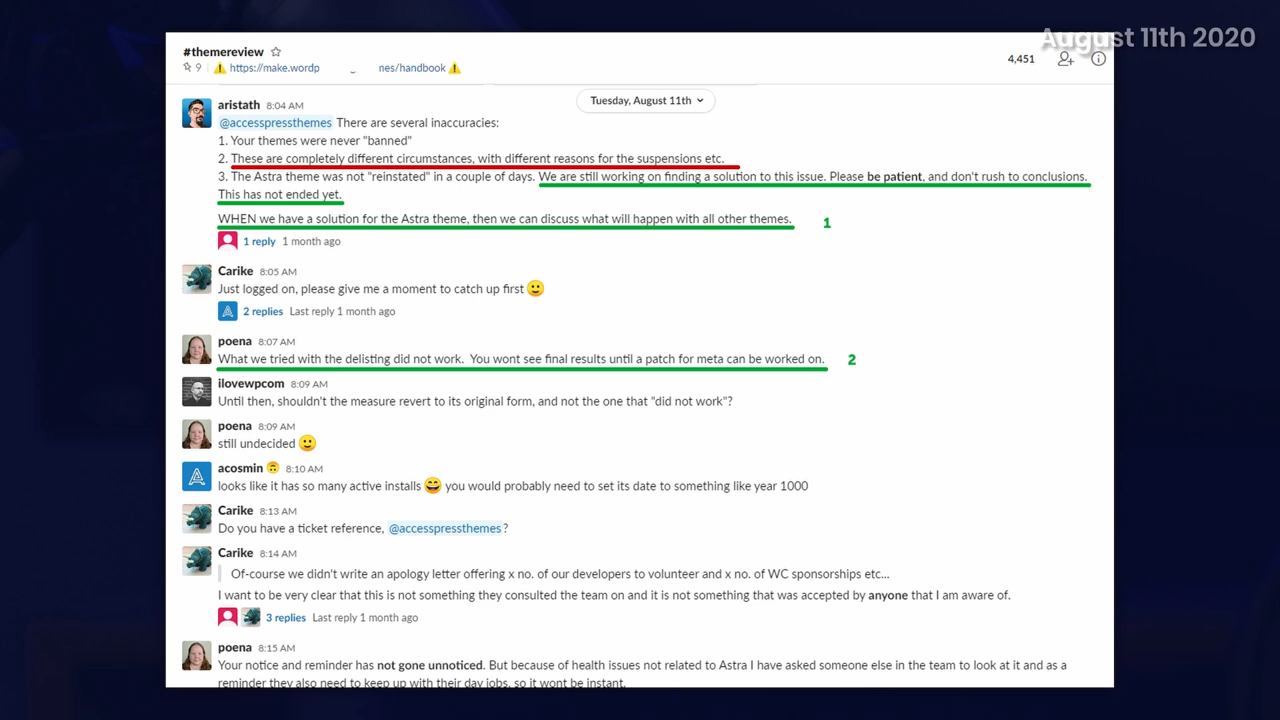 August 11th 2020
#themereview
4,451
9 ⚠️ https://make.wordp nes/handbook ⚠️
Tuesday, August 11th
aristath 8:04 AM
@accesspressthemes There are several inaccuracies:
1. Your themes were never "banned"
2. These are completely different circumstances, with different reasons for the suspensions etc.
3. The Astra theme was not "reinstated" in a couple of days. We are still working on finding a solution to this issue. Please be patient, and don't rush to conclusions.
This has not ended yet.
WHEN we have a solution for the Astra theme, then we can discuss what will happen with all other themes.
1
1 reply 1 month ago
Carike 8:05 AM
Just logged on, please give me a moment to catch up first 🙂
2 replies Last reply 1 month ago
poena 8:07 AM
What we tried with the delisting did not work. You wont see final results until a patch for meta can be worked on.
2
ilovewpcom 8:09 AM
Until then, shouldn't the measure revert to its original form, and not the one that "did not work"?
poena 8:09 AM
still undecided 🙂
acosmin 🙃 8:10 AM
looks like it has so many active installs 😄 you would probably need to set its date to something like year 1000
Carike 8:13 AM
Do you have a ticket reference, @accesspressthemes?
Carike 8:14 AM
Of-course we didn't write an apology letter offering x no. of our developers to volunteer and x no. of WC sponsorships etc...
I want to be very clear that this is not something they consulted the team on and it is not something that was accepted by anyone that I am aware of.
3 replies Last reply 1 month ago
poena 8:15 AM
Your notice and reminder has not gone unnoticed. But because of health issues not related to Astra I have asked someone else in the team to look at it and as a
reminder they also need to keep up with their day jobs, so it wont be instant.